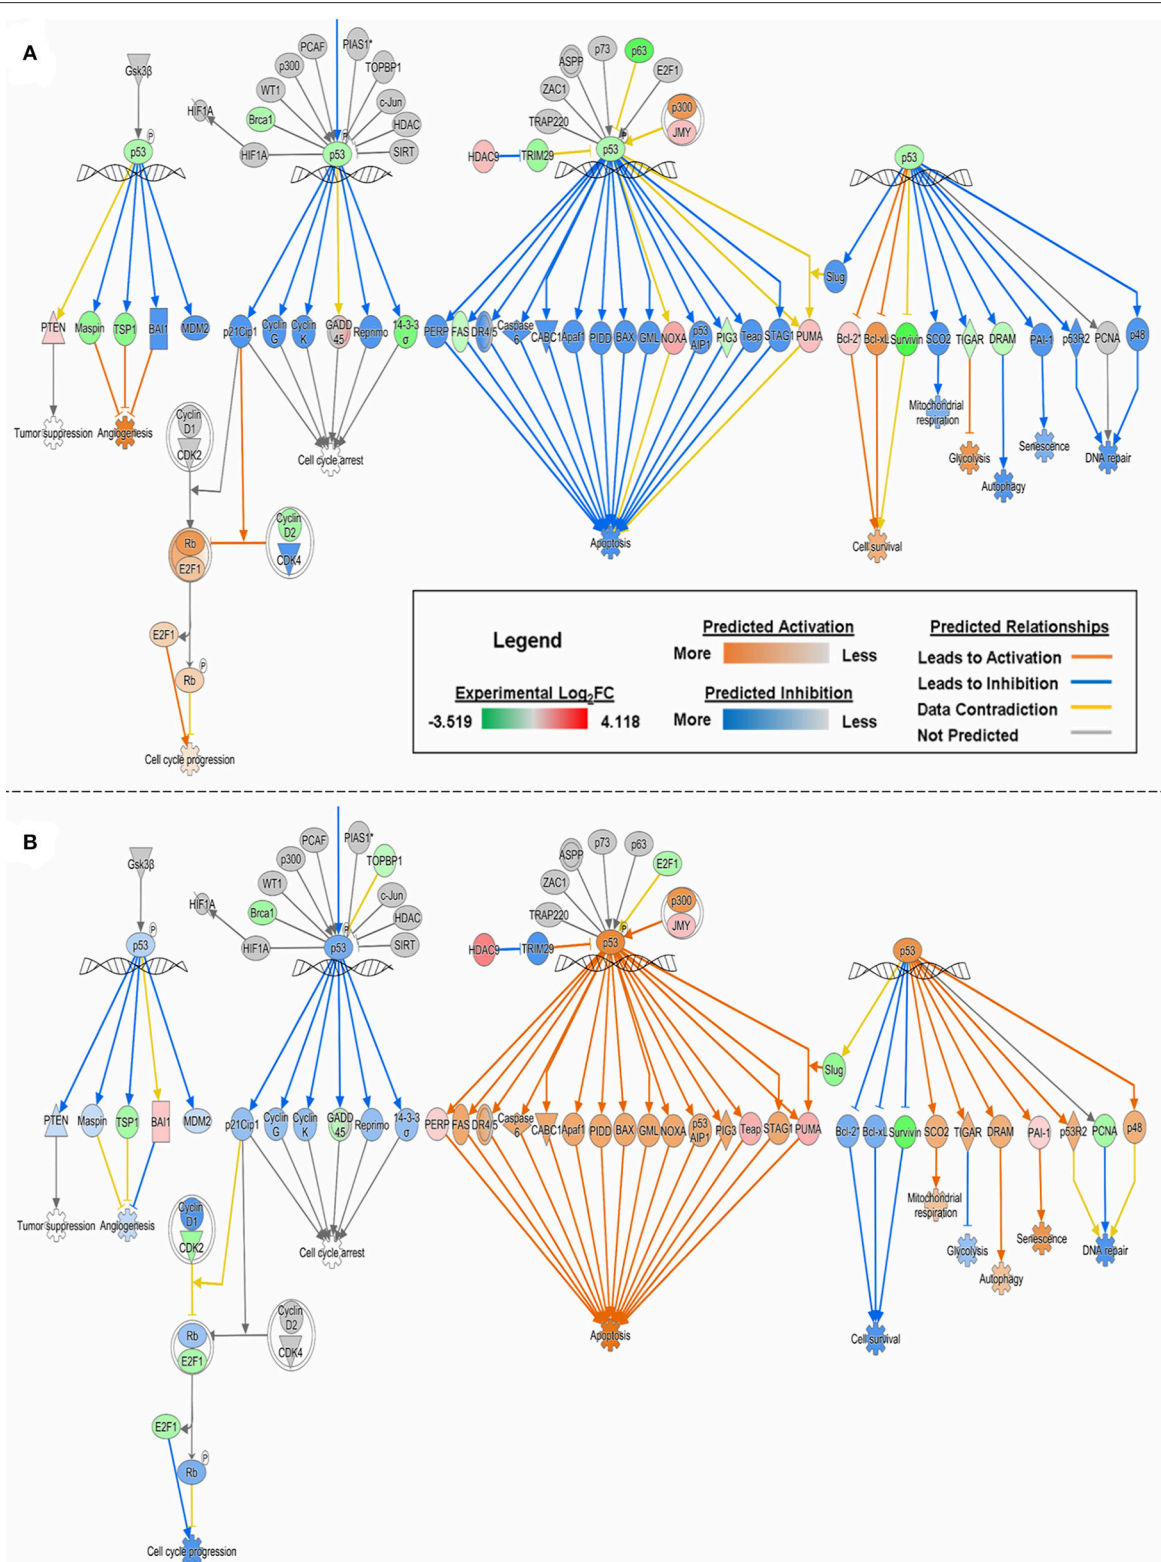 A
Gsk3β
p53
P
PTEN
Maspin
TSP1
BAI1
MDM2
Tumor suppression
Angiogenesis
HIF1A
HIF1A
Brca1
WT1
p300
PCAF
PIAS1*
TOPBP1
c-Jun
HDAC
SIRT
P
p53
p21Cip1
Cyclin
G
Cyclin
K
GADD
45
Reprimo
14-3-3
σ
Cell cycle arrest
Cyclin
D1
CDK2
Rb
E2F1
Cyclin
D2
CDK4
E2F1
Rb
P
Cell cycle progression
HDAC9
TRIM29
TRAP220
ZAC1
ASPP
p73
p63
E2F1
p300
JMY
P
p53
PERP
FAS
DR4/5
Caspase
6
CABC1
Apaf1
PIDD
BAX
GML
NOXA
p53
AIP1
PIG3
Teap
STAG1
PUMA
Apoptosis
p53
Slug
Bcl-2*
Bcl-xL
Survivin
SCO2
TIGAR
DRAM
PAI-1
p53R2
PCNA
p48
Mitochondrial
respiration
Glycolysis
Autophagy
Senescence
DNA repair
Cell survival
Legend
Experimental Log2FC
-3.519
4.118
Predicted Activation
More
Less
Predicted Inhibition
More
Less
Predicted Relationships
Leads to Activation
Leads to Inhibition
Data Contradiction
Not Predicted
B
Gsk3β
p53
P
PTEN
Maspin
TSP1
BAI1
MDM2
Tumor suppression
Angiogenesis
HIF1A
HIF1A
Brca1
WT1
p300
PCAF
PIAS1*
TOPBP1
c-Jun
HDAC
SIRT
P
p53
p21Cip1
Cyclin
G
Cyclin
K
GADD
45
Reprimo
14-3-3
σ
Cell cycle arrest
Cyclin
D1
CDK2
Rb
E2F1
Cyclin
D2
CDK4
E2F1
Rb
P
Cell cycle progression
HDAC9
TRIM29
TRAP220
ZAC1
ASPP
p73
p63
E2F1
p300
JMY
P
p53
PERP
FAS
DR4/5
Caspase
6
CABC1
Apaf1
PIDD
BAX
GML
NOXA
p53
AIP1
PIG3
Teap
STAG1
PUMA
Apoptosis
p53
Slug
Bcl-2*
Bcl-xL
Survivin
SCO2
TIGAR
DRAM
PAI-1
p53R2
PCNA
p48
Mitochondrial
respiration
Glycolysis
Autophagy
Senescence
DNA repair
Cell survival